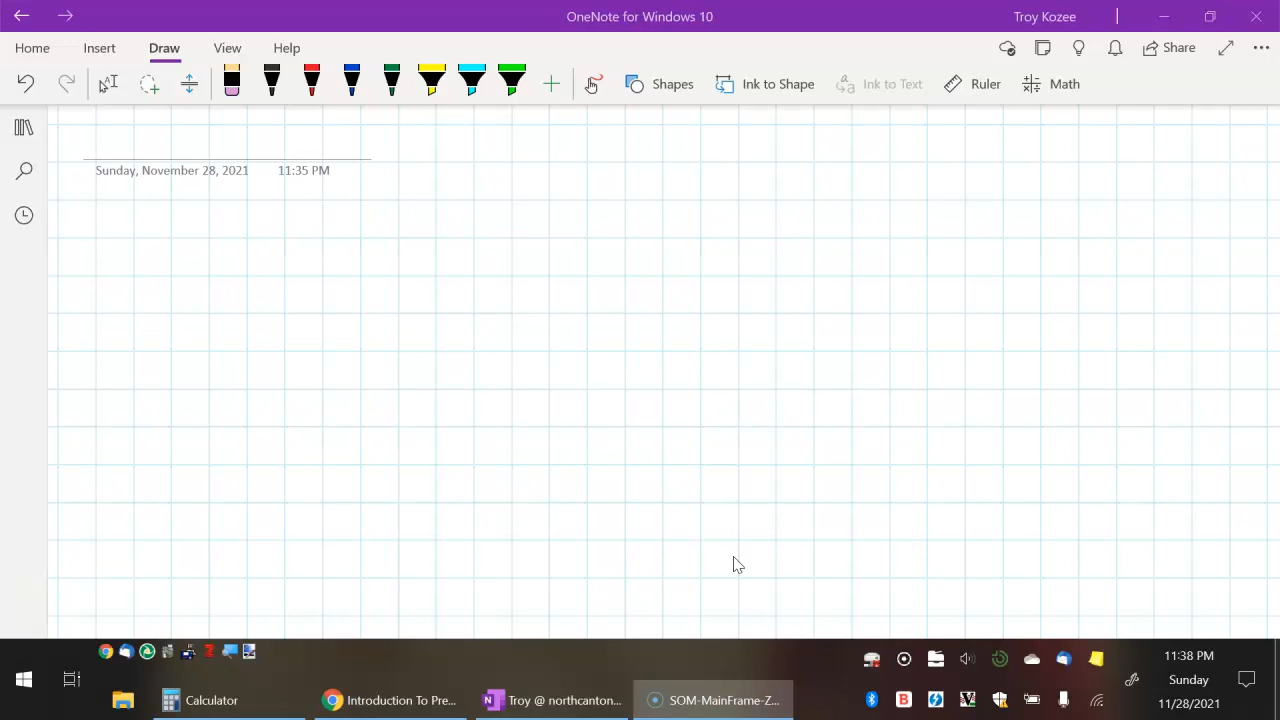 OneNote for Windows 10
Troy Kozee
Home Insert Draw View Help
Share
Shapes Ink to Shape Ink to Text Ruler Math
Sunday, November 28, 2021 11:35 PM
11:38 PM
Sunday
11/28/2021
Calculator
Introduction To Pre...
Troy @ northcanton...
SOM-MainFrame-Z...